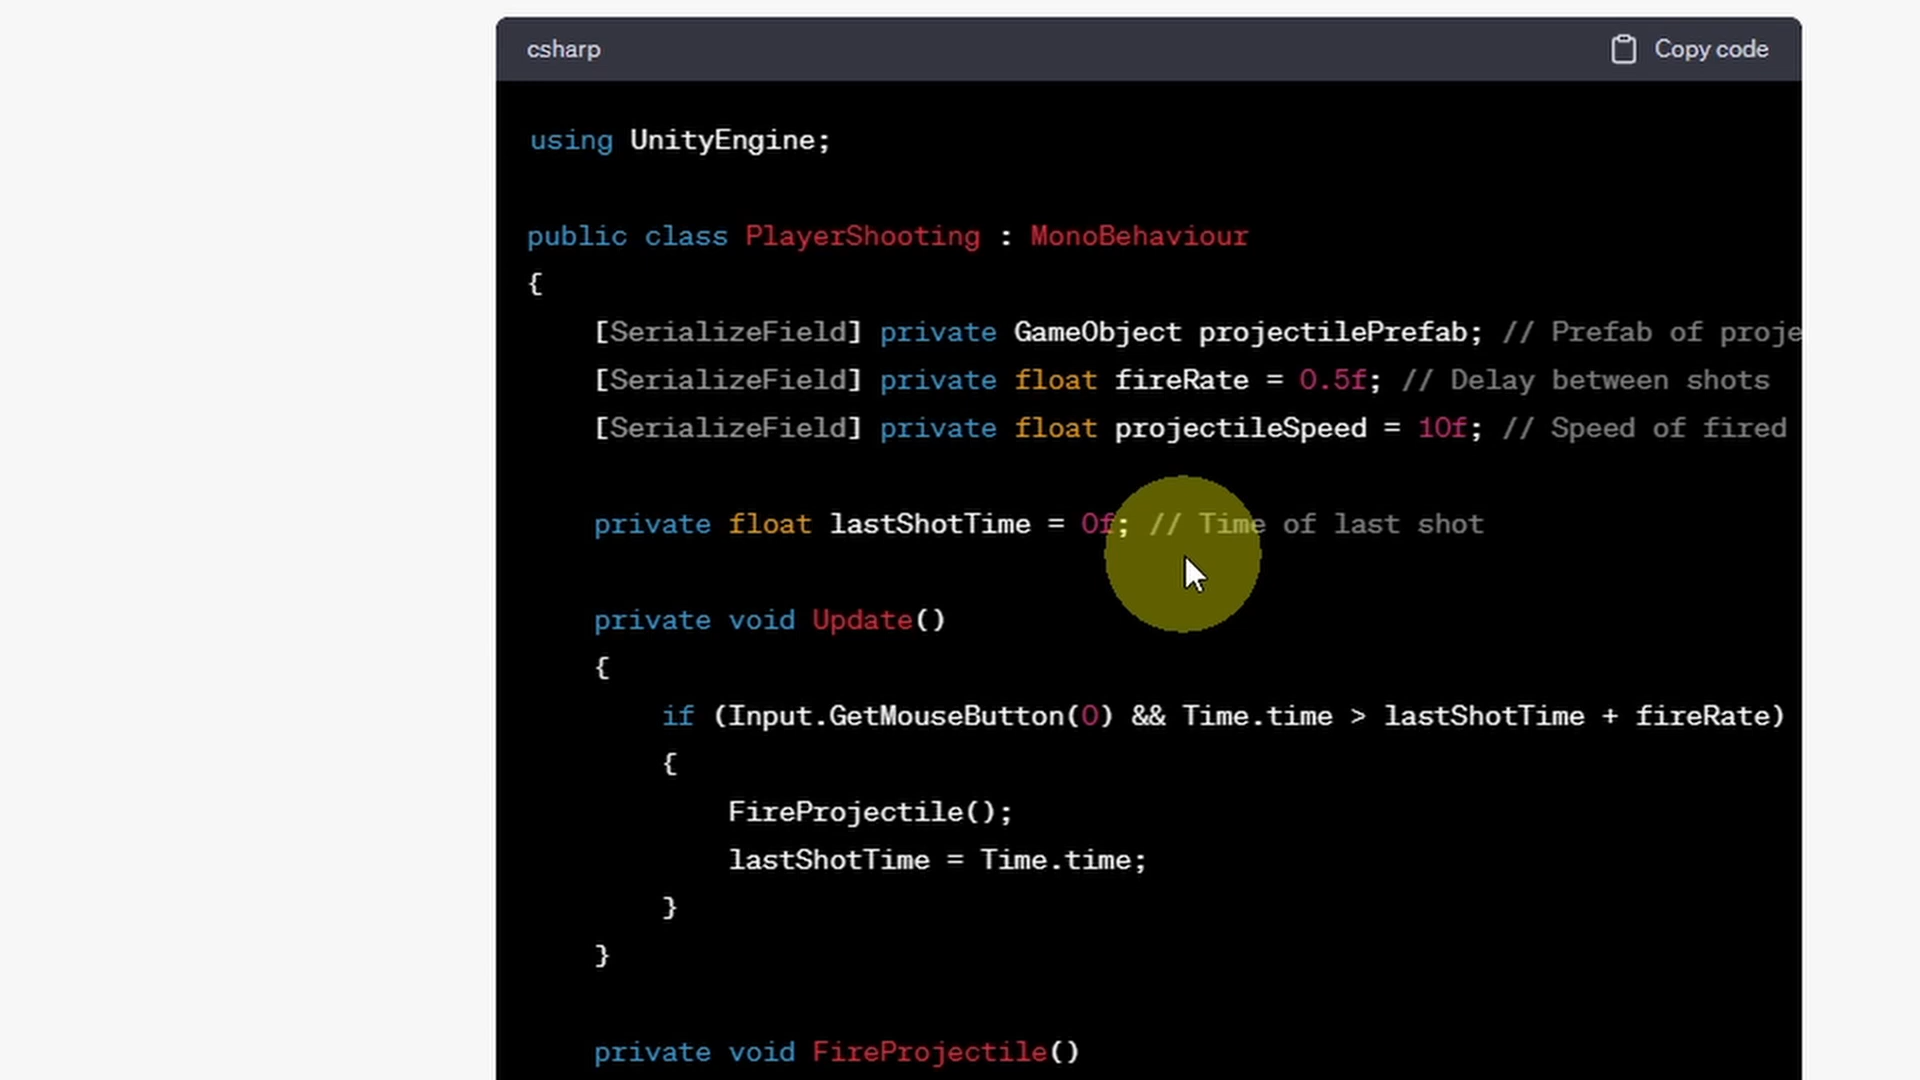 csharp
Copy code
using UnityEngine;
public class PlayerShooting : MonoBehaviour
{
[SerializeField] private GameObject projectilePrefab; // Prefab of proje
[SerializeField] private float fireRate = 0.5f; // Delay between shots
[SerializeField] private float projectileSpeed = 10f; // Speed of fired
private float lastShotTime = 0f; // Time of last shot
private void Update()
{
if (Input.GetMouseButton(0) && Time.time > lastShotTime + fireRate)
{
FireProjectile();
lastShotTime = Time.time;
}
}
private void FireProjectile()